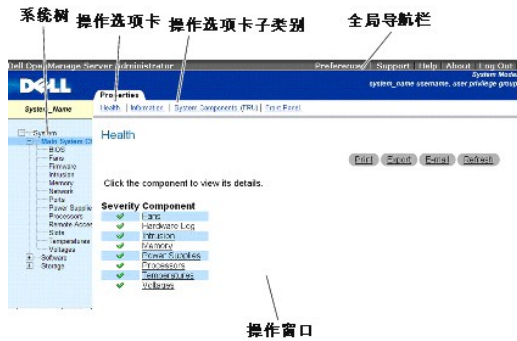 系统树 操作选项卡 操作选项卡子类别 全局导航栏
Dell OpenManage Server Administrator Preferences Support Help About Log Out
System Model
DELL
system_name username, user privilege group
Properties
System_Name
Health Information System Components (FRU) Front Panel
System
Main System Ch
BIOS
Fans
Firmware
Intrusion
Memory
Network
Ports
Power Supplie
Processors
Remote Acces
Slots
Temperatures
Voltages
Software
Storage
Health
Print Export E-mail Refresh
Click the component to view its details.
Severity Component
Fans
Hardware Log
Intrusion
Memory
Power Supplies
Processors
Temperatures
Voltages
操作窗口